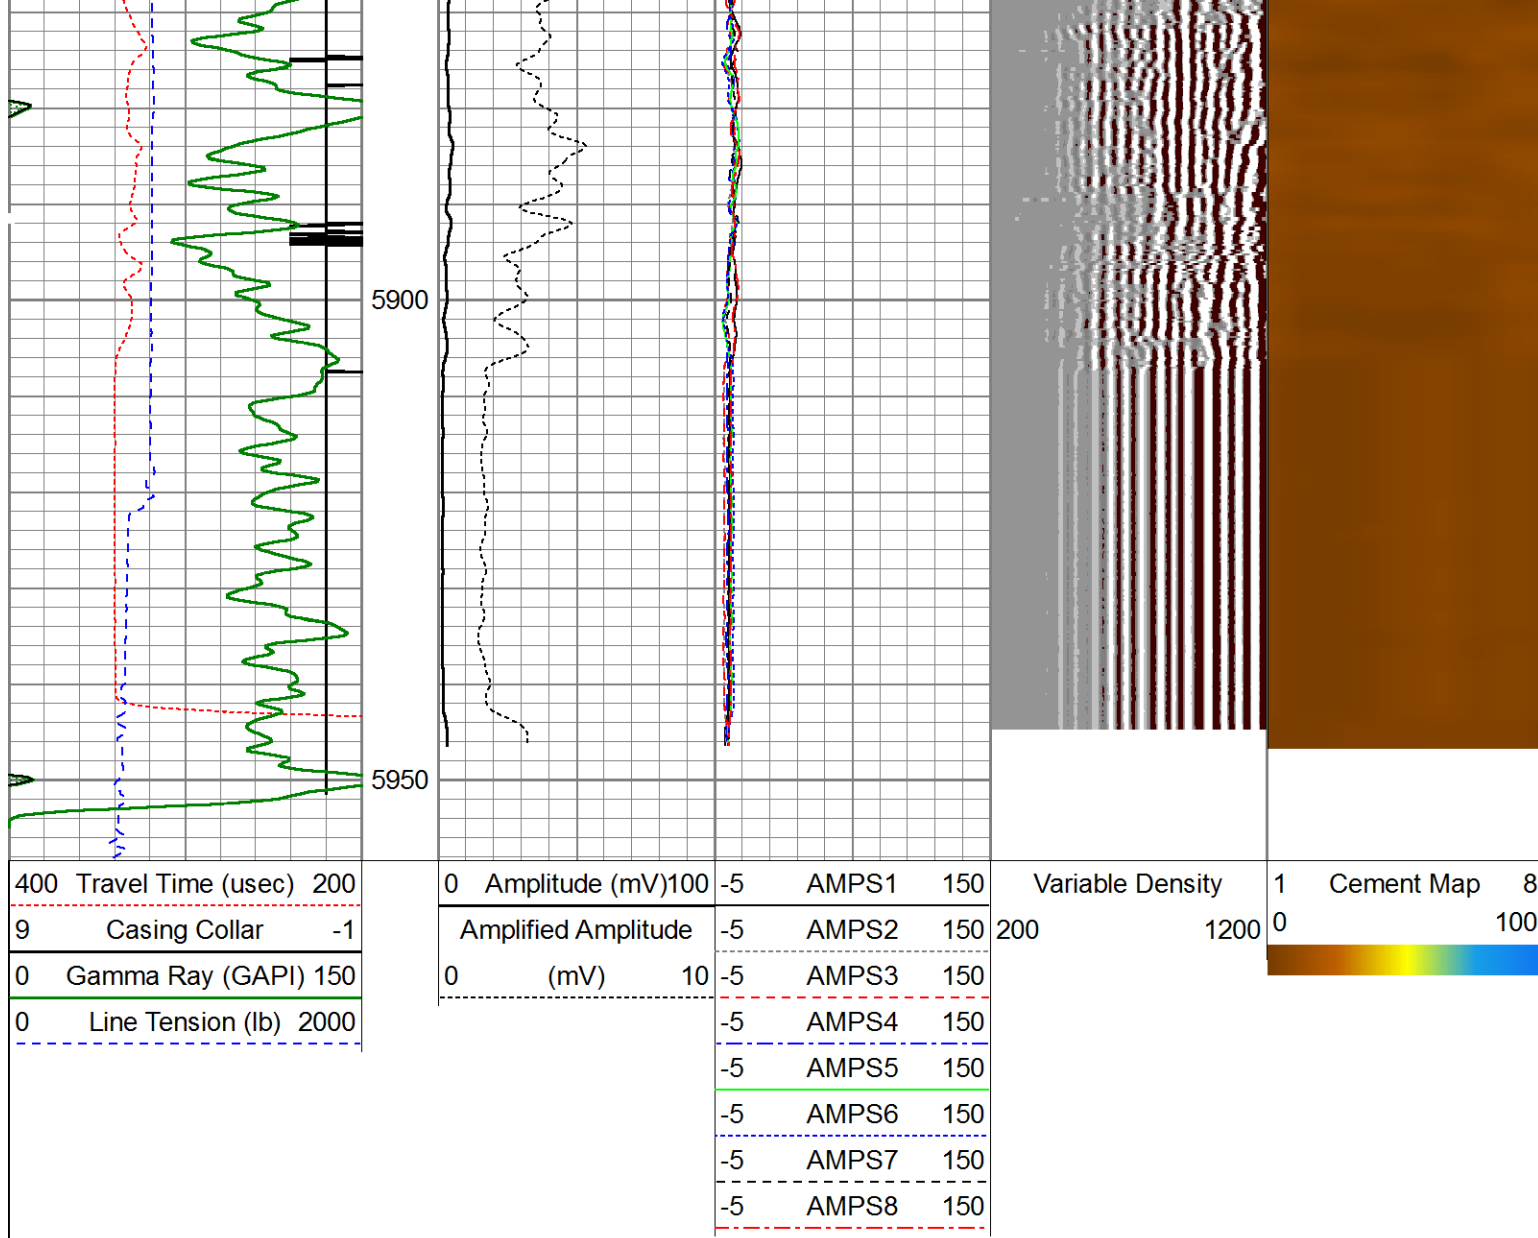 5900
5950
400 Travel Time (usec) 200
9 Casing Collar -1
0 Gamma Ray (GAPI) 150
0 Line Tension (lb) 2000
0 Amplitude (mV)100
Amplified Amplitude
0 (mV) 10
-5 AMPS1 150
-5 AMPS2 150
-5 AMPS3 150
-5 AMPS4 150
-5 AMPS5 150
-5 AMPS6 150
-5 AMPS7 150
-5 AMPS8 150
Variable Density
200 1200
1 Cement Map 8
0 100